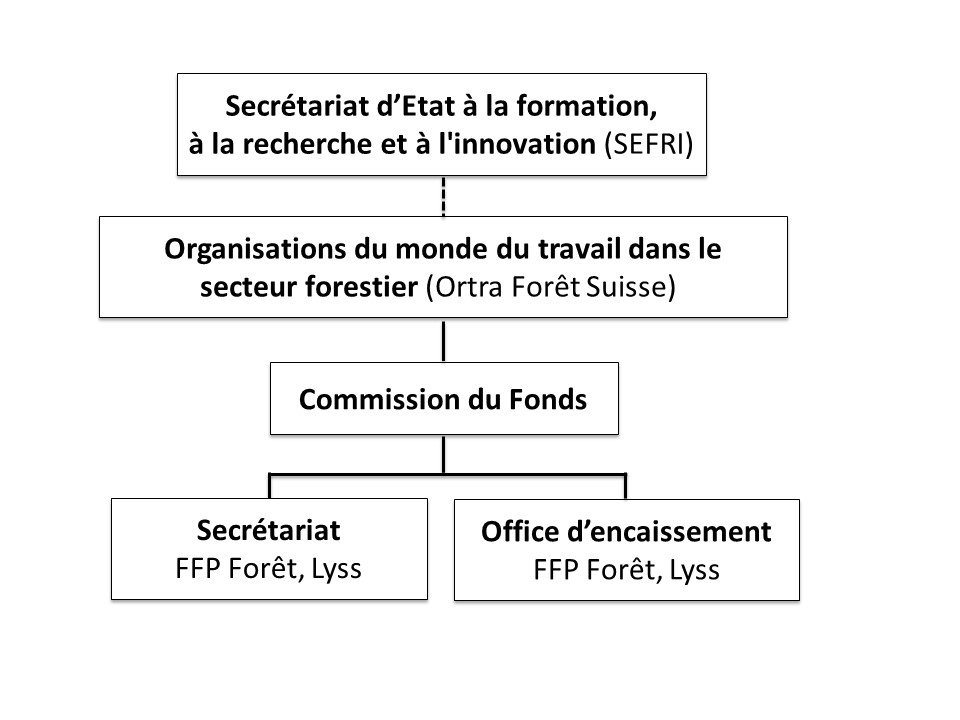 Secrétariat d’Etat à la formation,
à la recherche et à l'innovation (SEFRI)
Organisations du monde du travail dans le
secteur forestier (Ortra Forêt Suisse)
Commission du Fonds
Secrétariat
FFP Forêt, Lyss
Office d’encaissement
FFP Forêt, Lyss